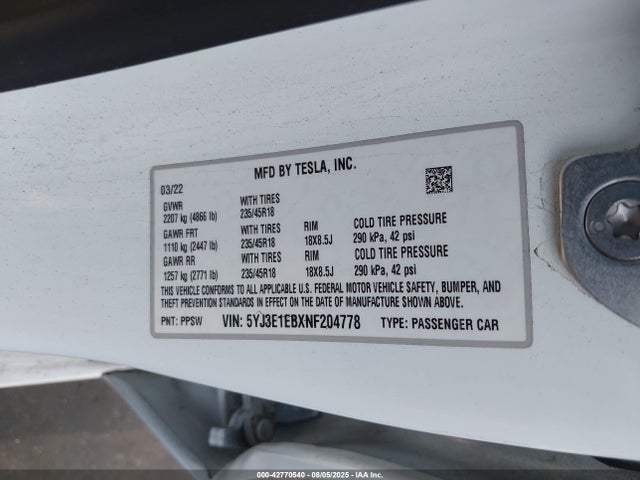 MFD BY TESLA, INC.
03/22
GVWR WITH TIRES
2207 kg (4866 lb) 235/45R18
GAWR FRT WITH TIRES RIM COLD TIRE PRESSURE
1110 kg (2447 lb) 235/45R18 18X8.5J 290 kPa, 42 psi
GAWR RR WITH TIRES RIM COLD TIRE PRESSURE
1257 kg (2771 lb) 235/45R18 18X8.5J 290 kPa, 42 psi
THIS VEHICLE CONFORMS TO ALL APPLICABLE U.S. FEDERAL MOTOR VEHICLE SAFETY, BUMPER, AND
THEFT PREVENTION STANDARDS IN EFFECT ON THE DATE OF MANUFACTURE SHOWN ABOVE.
PNT: PPSW VIN: 5YJ3E1EBXNF204778 TYPE: PASSENGER CAR
000-42770540 - 08/05/2025 - IAA Inc.